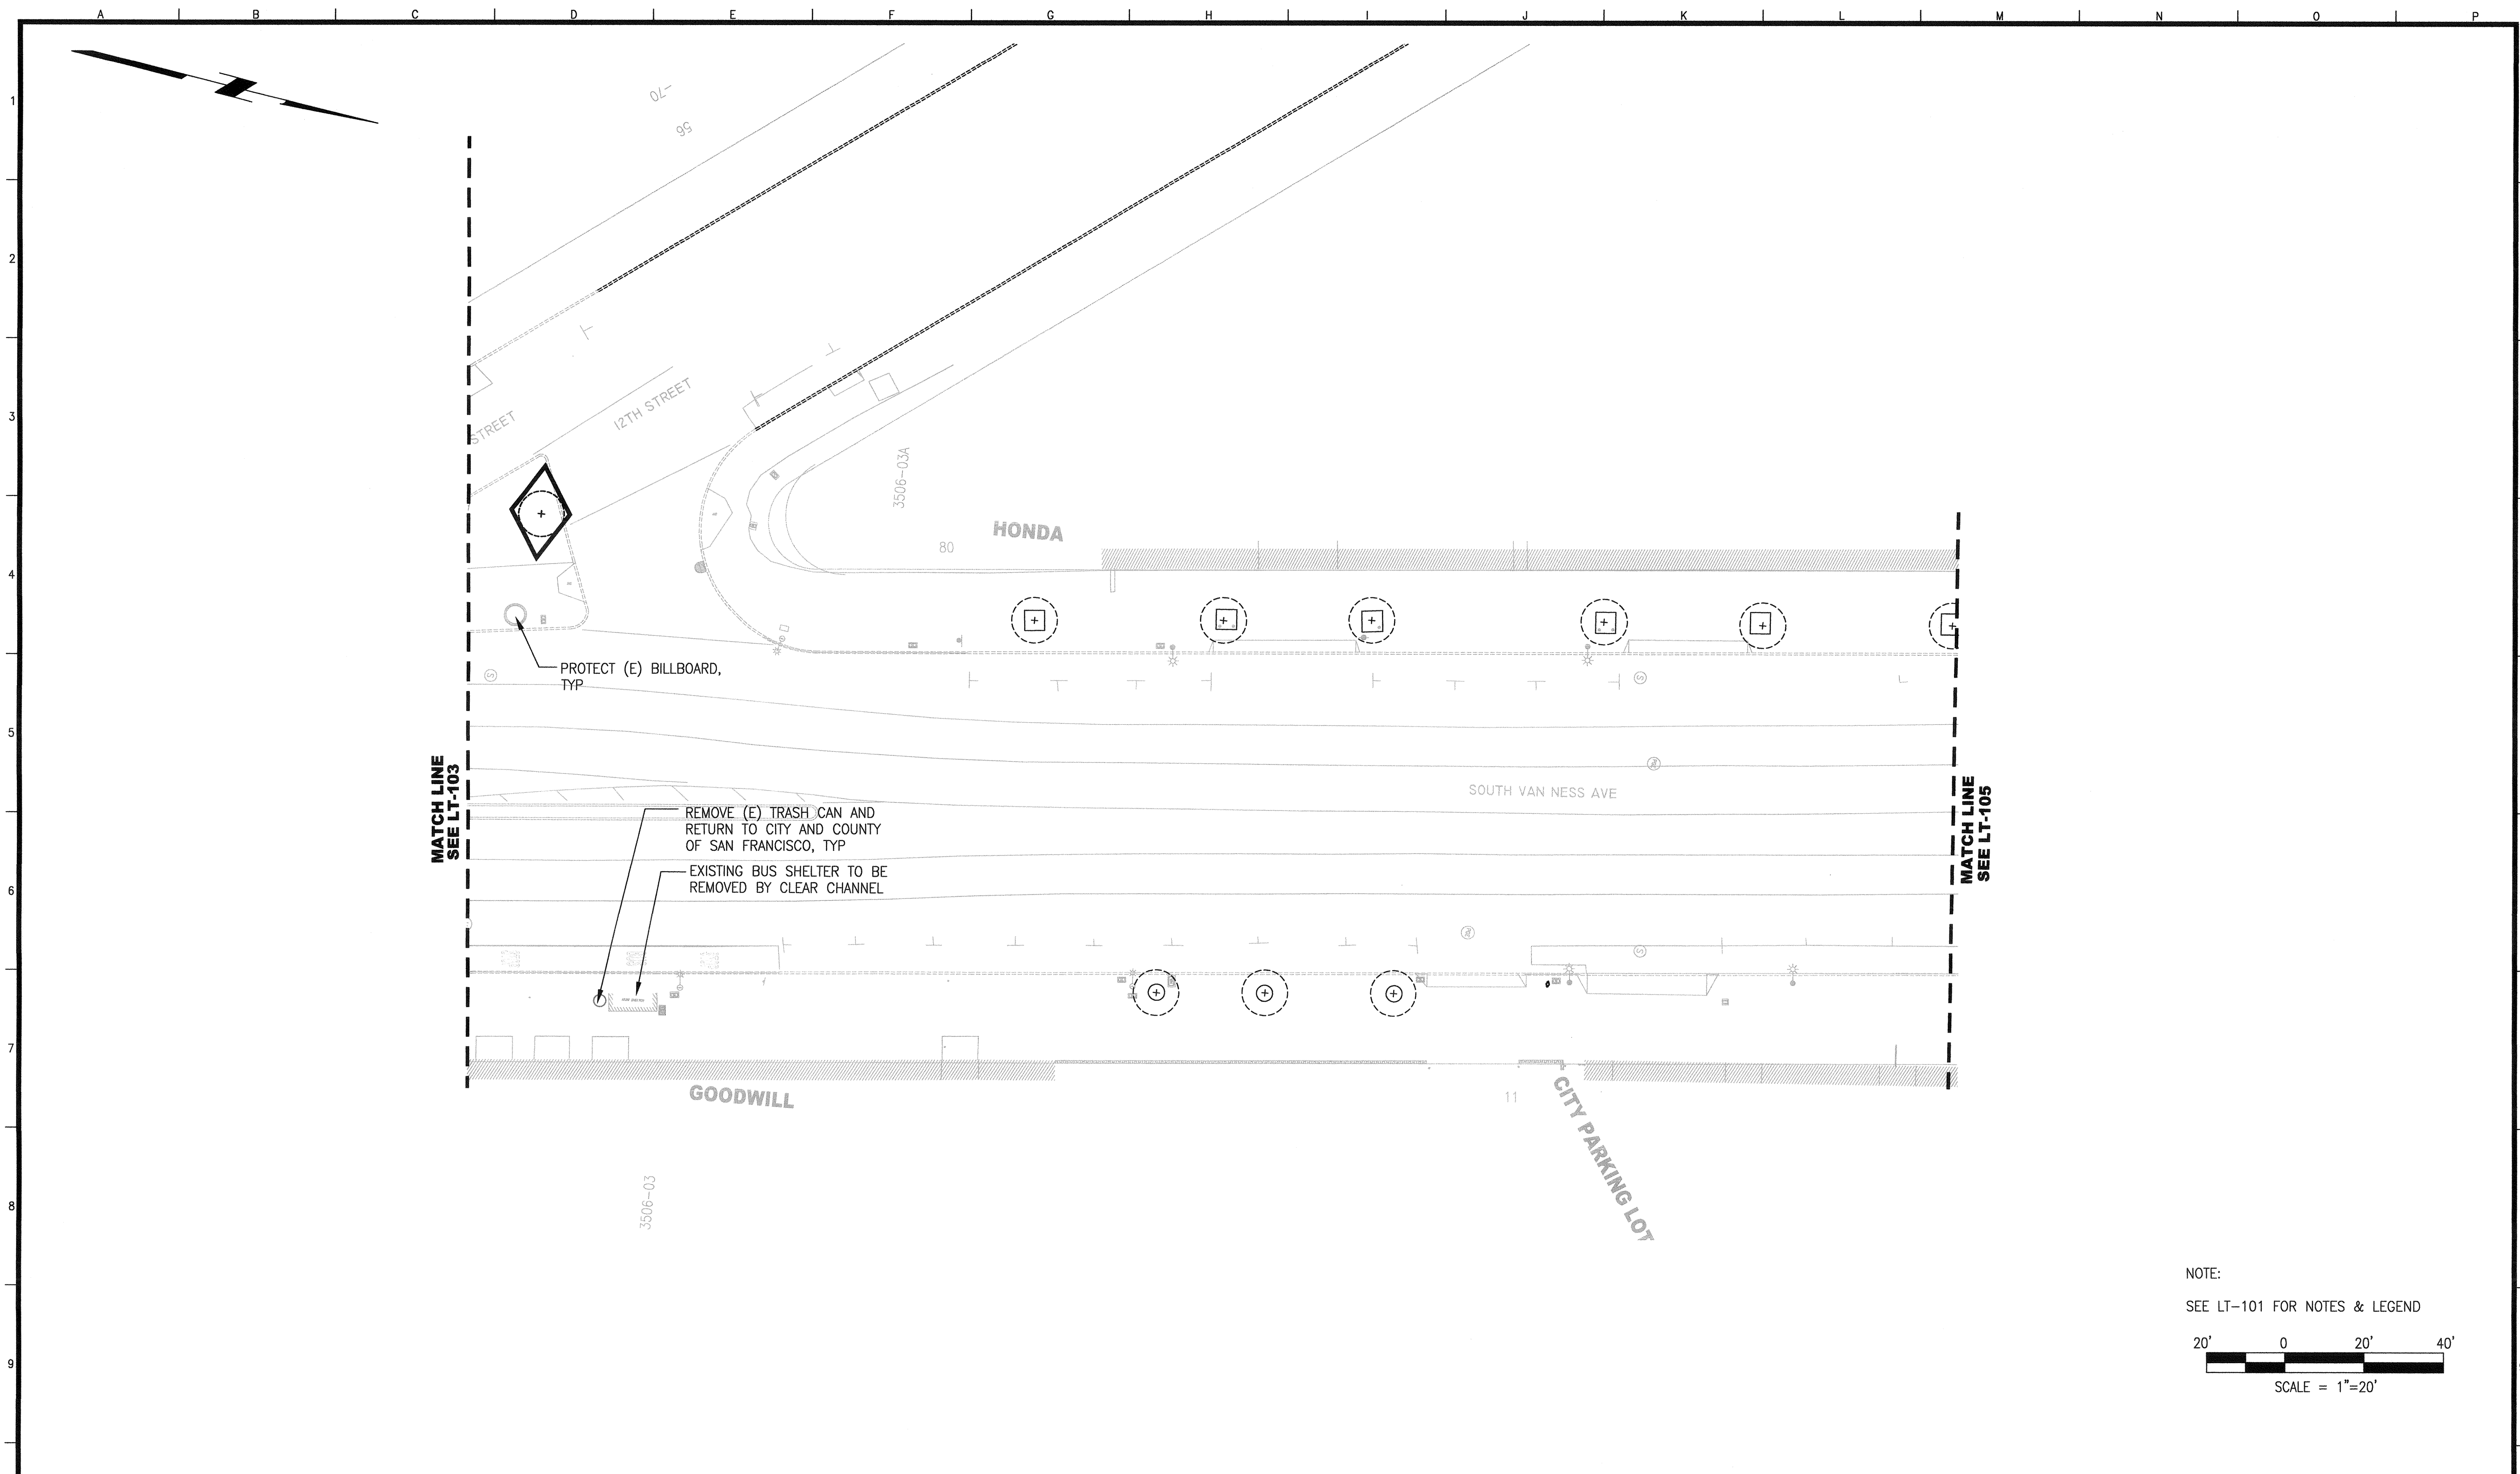 A B C D E F G H I J K L M N O P
1
2
3
4
5
6
7
8
9
-70
56
STREET
12TH STREET
3506-03A
80
HONDA
PROTECT (E) BILLBOARD,
TYP
S
S
SOUTH VAN NESS AVE
MATCH LINE
SEE LT-103
MATCH LINE
SEE LT-105
REMOVE (E) TRASH CAN AND
RETURN TO CITY AND COUNTY
OF SAN FRANCISCO, TYP
EXISTING BUS SHELTER TO BE
REMOVED BY CLEAR CHANNEL
S
GOODWILL
11
CITY PARKING LOT
3506-03
NOTE:
SEE LT-101 FOR NOTES & LEGEND
20' 0 20' 40'
SCALE = 1"=20'